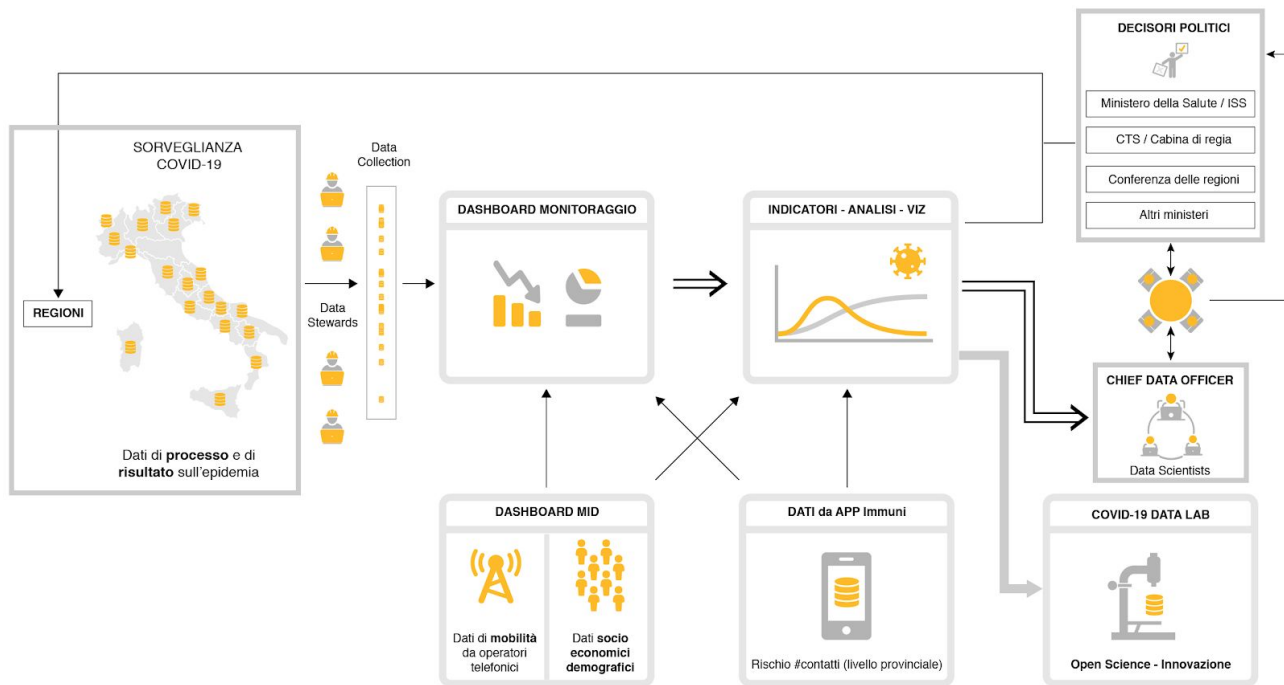 DECISORI POLITICI
Ministero della Salute / ISS
CTS / Cabina di regia
Conferenza delle regioni
Altri ministeri
SORVEGLIANZA
COVID-19
REGIONI
Dati di processo e di
risultato sull'epidemia
Data
Collection
Data
Stewards
DASHBOARD MONITORAGGIO
INDICATORI - ANALISI - VIZ
CHIEF DATA OFFICER
Data Scientists
DASHBOARD MID
Dati di mobilità
da operatori
telefonici
Dati socio
economici
demografici
DATI da APP Immuni
Rischio #contatti (livello provinciale)
COVID-19 DATA LAB
Open Science - Innovazione